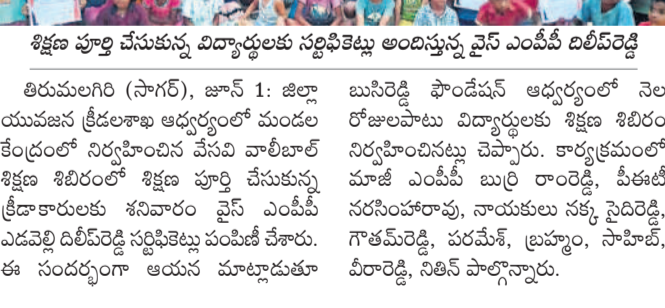 శిక్షణ పూర్తి చేసుకున్న విద్యార్థులకు సర్టిఫికెట్లు అందిస్తున్న వైస్ ఎంపీపీ దిలీప్‌రెడ్డి
తిరుమలగిరి (సాగర్), జూన్ 1: జిల్లా
యువజన క్రీడలశాఖ ఆధ్వర్యంలో మండల
కేంద్రంలో నిర్వహించిన వేసవి వాలీబాల్
శిక్షణ శిబిరంలో శిక్షణ పూర్తి చేసుకున్న
క్రీడాకారులకు శనివారం వైస్ ఎంపీపీ
ఎడవెల్లి దిలీప్‌రెడ్డి సర్టిఫికెట్లు పంపిణీ చేశారు.
ఈ సందర్భంగా ఆయన మాట్లాడుతూ
బుసిరెడ్డి ఫౌండేషన్ ఆధ్వర్యంలో నెల
రోజులపాటు విద్యార్థులకు శిక్షణ శిబిరం
నిర్వహించినట్లు చెప్పారు. కార్యక్రమంలో
మాజీ ఎంపీపీ బుర్రి రాంరెడ్డి, పీఈటీ
నరసింహారావు, నాయకులు నక్క సైదిరెడ్డి,
గౌతమ్‌రెడ్డి, పరమేశ్, బ్రహ్మం, సాహెబ్,
వీరారెడ్డి, నితిన్ పాల్గొన్నారు.